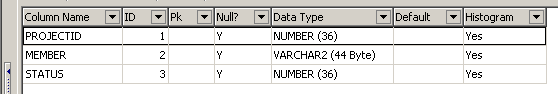 Column Name ID Pk Null? Data Type Default Histogram
PROJECTID 1 Y NUMBER (36) Yes
MEMBER 2 Y VARCHAR2 (44 Byte) Yes
STATUS 3 Y NUMBER (36) Yes